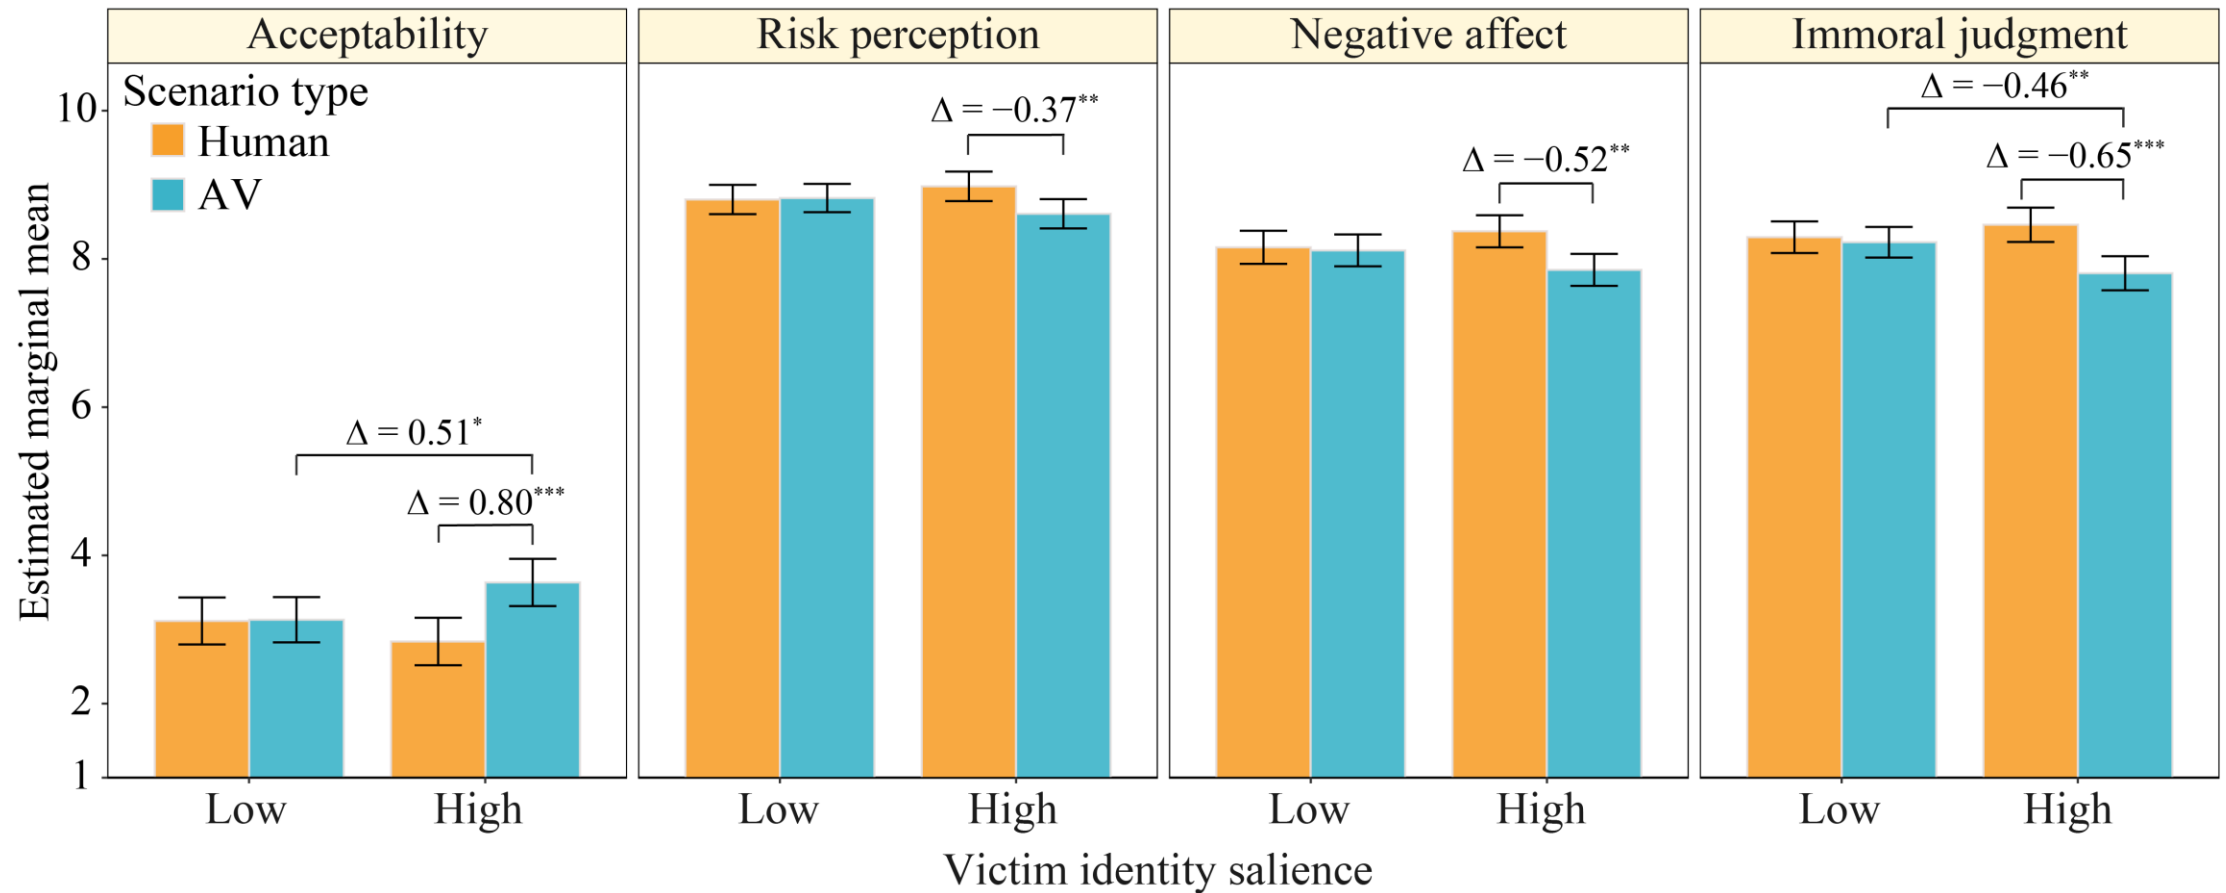 Acceptability
Risk perception
Negative affect
Immoral judgment
Scenario type
Human
AV
Estimated marginal mean
10
8
6
4
2
1
Δ = 0.51*
Δ = 0.80***
Δ = −0.37**
Δ = −0.52**
Δ = −0.46**
Δ = −0.65***
Low
High
Low
High
Low
High
Low
High
Victim identity salience